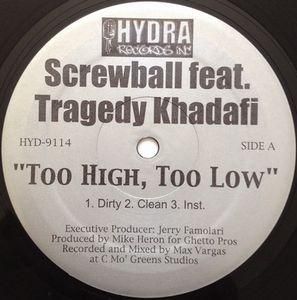 HYDRA
RECORDS INC
Screwball feat.
Tragedy Khadafi
HYD-9114
SIDE A
"TOO HIGH, TOO LOW"
1. Dirty 2. Clean 3. Inst.
Executive Producer: Jerry Famolari
Produced by Mike Heron for Ghetto Pros
Recorded and Mixed by Max Vargas
at C Mo' Greens Studios